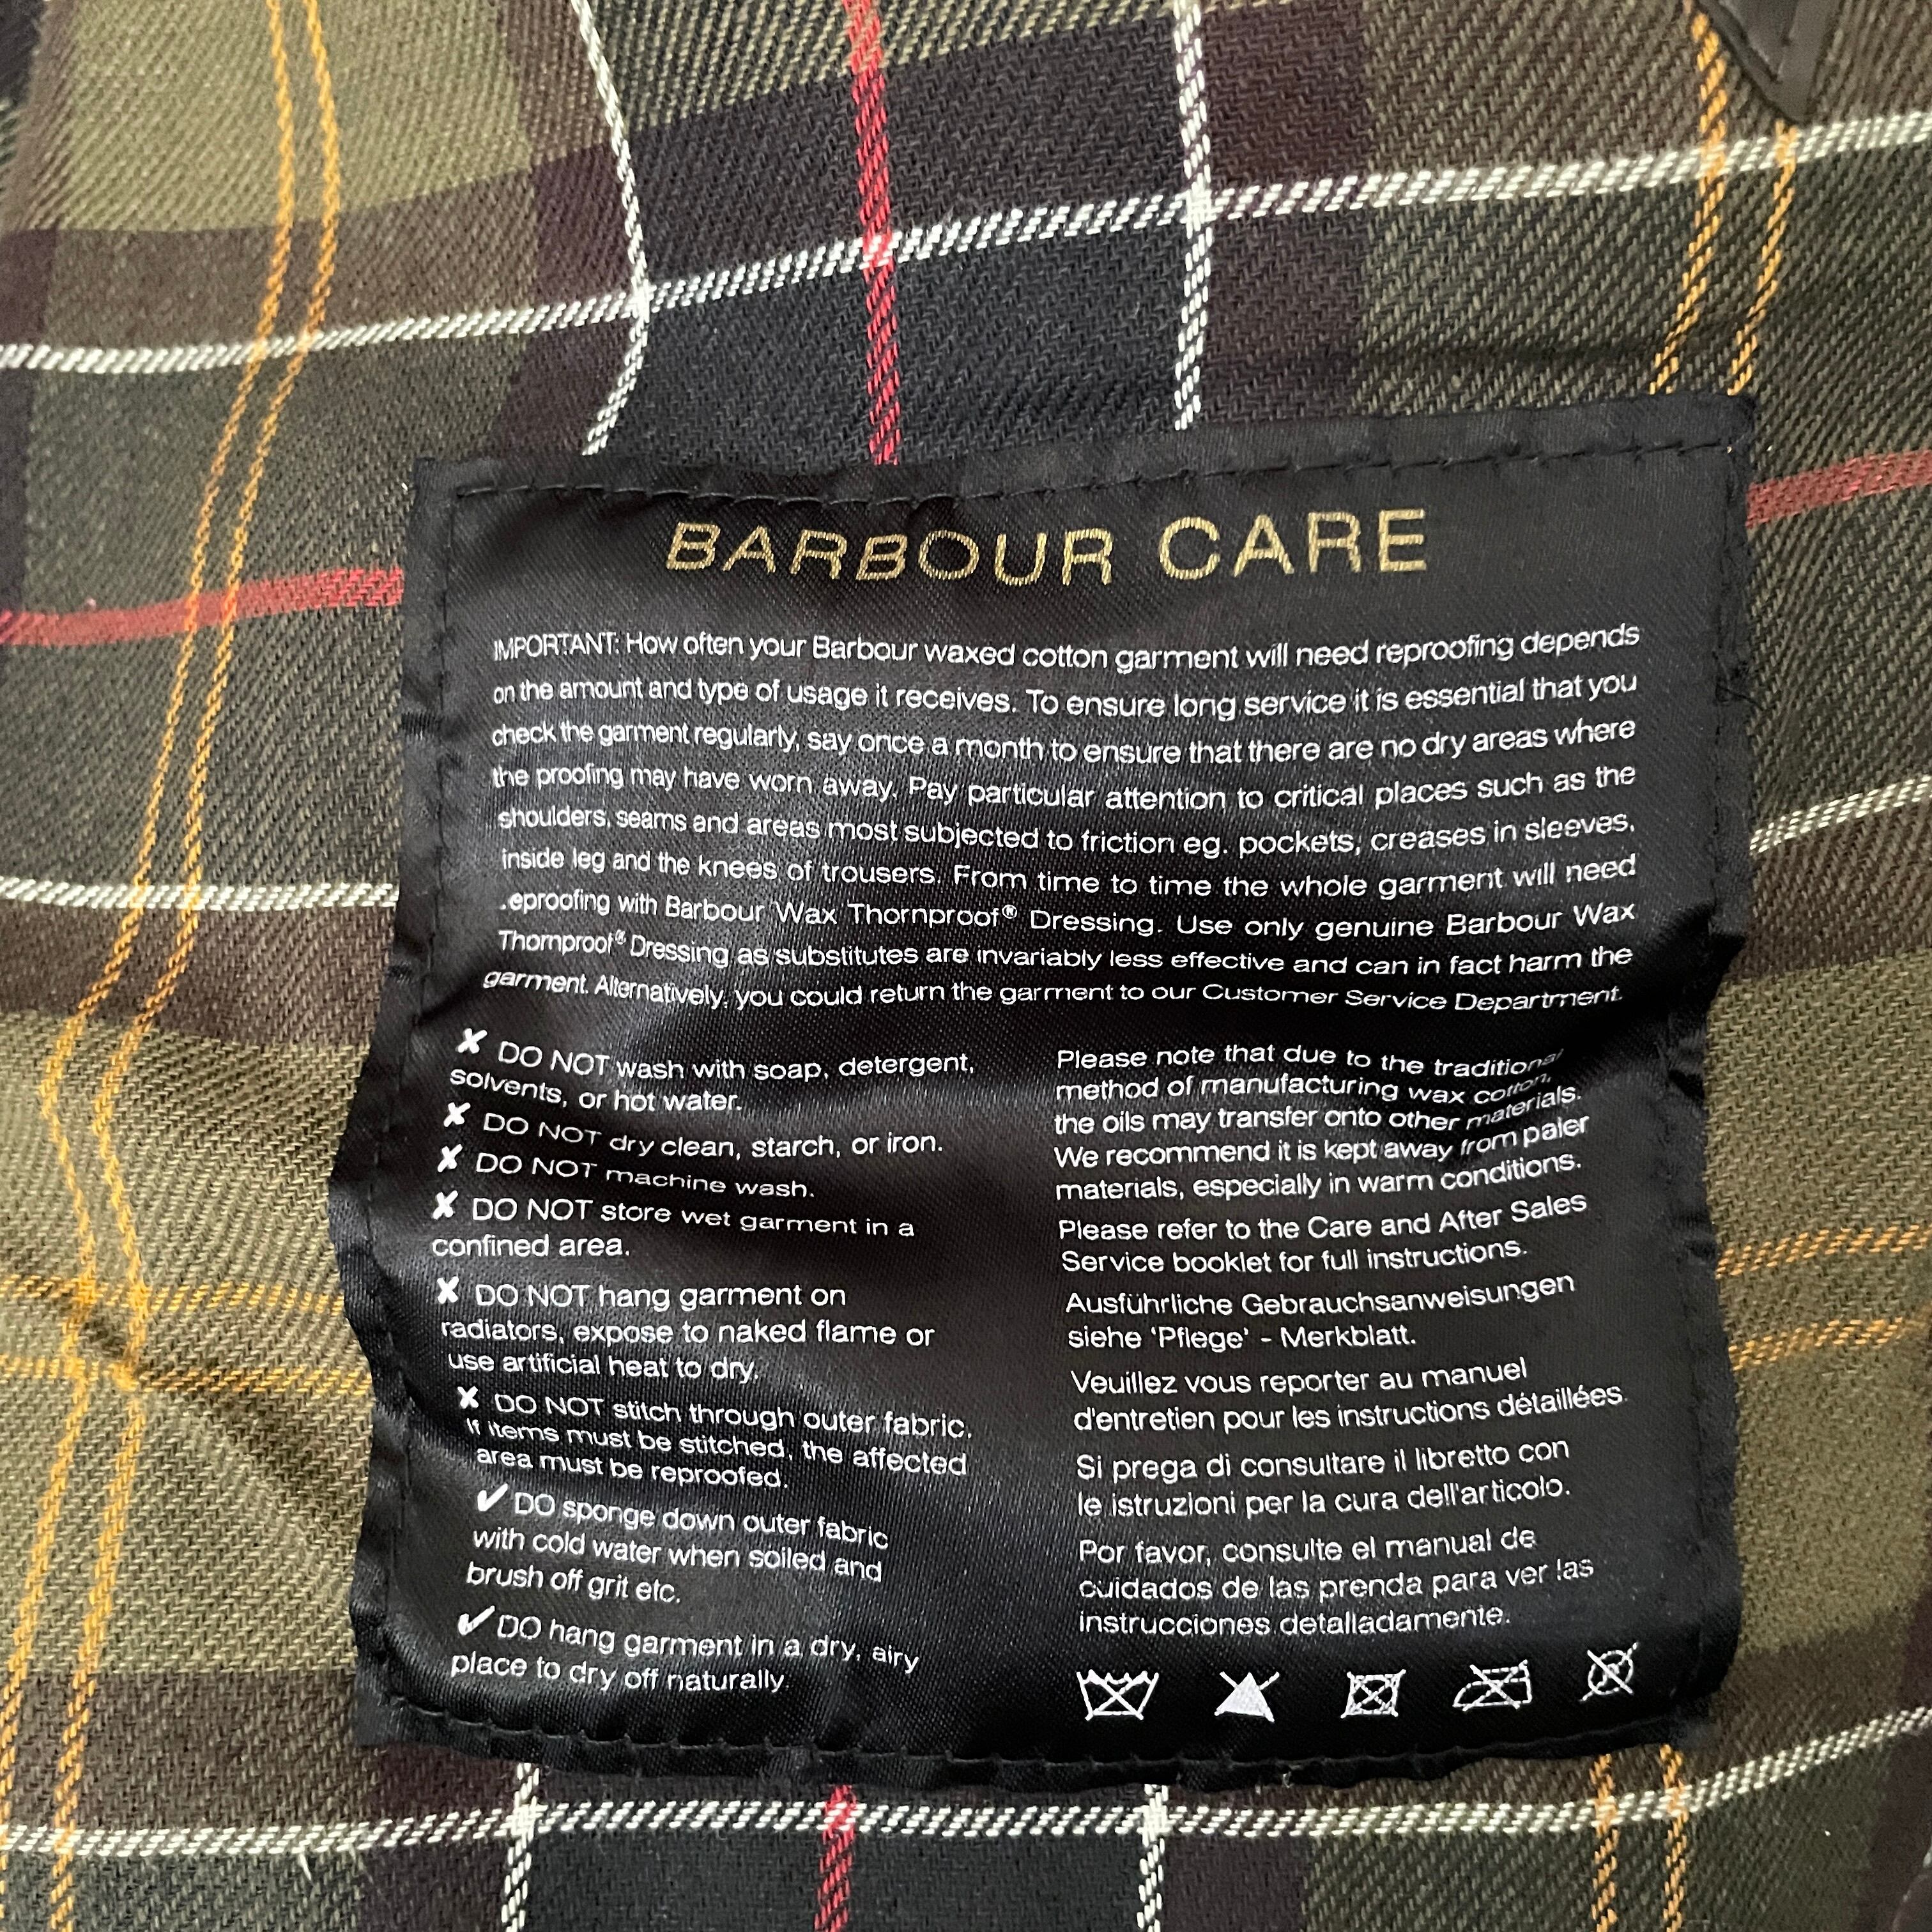 BARBOUR CARE
IMPORTANT: How often your Barbour waxed cotton garment will need reproofing depends
on the amount and type of usage it receives. To ensure long service it is essential that you
check the garment regularly, say once a month to ensure that there are no dry areas where
the proofing may have worn away. Pay particular attention to critical places such as the
shoulders, seams and areas most subjected to friction eg. pockets, creases in sleeves,
inside leg and the knees of trousers. From time to time the whole garment will need
reproofing with Barbour Wax Thornproof® Dressing. Use only genuine Barbour Wax
Thornproof® Dressing as substitutes are invariably less effective and can in fact harm the
garment. Alternatively, you could return the garment to our Customer Service Department.
✘ DO NOT wash with soap, detergent,
solvents, or hot water.
✘ DO NOT dry clean, starch, or iron.
✘ DO NOT machine wash.
✘ DO NOT store wet garment in a
confined area.
✘ DO NOT hang garment on
radiators, expose to naked flame or
use artificial heat to dry.
✘ DO NOT stitch through outer fabric.
If items must be stitched, the affected
area must be reproofed.
✔ DO sponge down outer fabric
with cold water when soiled and
brush off grit etc.
✔ DO hang garment in a dry, airy
place to dry off naturally.
Please note that due to the traditional
method of manufacturing wax cotton,
the oils may transfer onto other materials.
We recommend it is kept away from paler
materials, especially in warm conditions.
Please refer to the Care and After Sales
Service booklet for full instructions.
Ausführliche Gebrauchsanweisungen
siehe 'Pflege' - Merkblatt.
Veuillez vous reporter au manuel
d'entretien pour les instructions détaillées.
Si prega di consultare il libretto con
le istruzioni per la cura dell'articolo.
Por favor, consulte el manual de
cuidados de las prenda para ver las
instrucciones detalladamente.